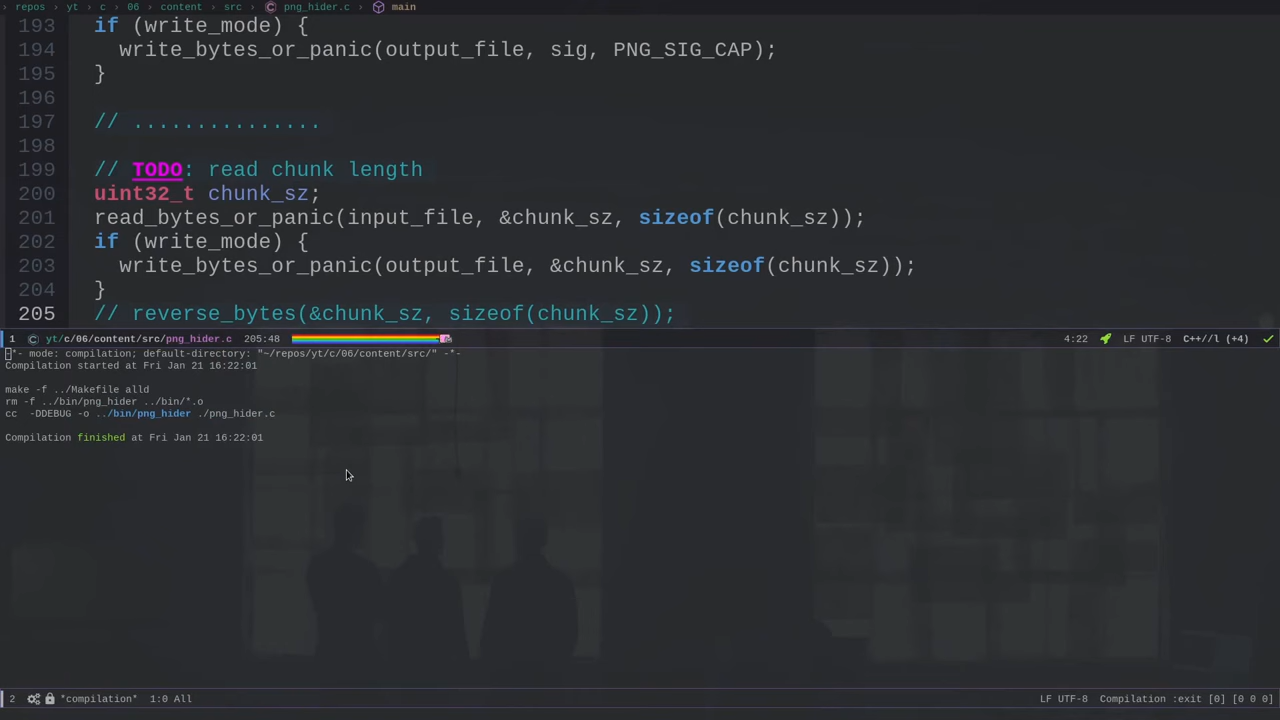 › repos › yt › c › 06 › content › src › png_hider.c › main
193 if (write_mode) {
194 write_bytes_or_panic(output_file, sig, PNG_SIG_CAP);
195 }
196
197 // ...............
198
199 // TODO: read chunk length
200 uint32_t chunk_sz;
201 read_bytes_or_panic(input_file, &chunk_sz, sizeof(chunk_sz));
202 if (write_mode) {
203 write_bytes_or_panic(output_file, &chunk_sz, sizeof(chunk_sz));
204 }
205 // reverse_bytes(&chunk_sz, sizeof(chunk_sz));
1 yt/c/06/content/src/png_hider.c 205:48 4:22 LF UTF-8 C++//l (+4)
-*- mode: compilation; default-directory: "~/repos/yt/c/06/content/src/" -*-
Compilation started at Fri Jan 21 16:22:01
make -f ../Makefile alld
rm -f ../bin/png_hider ../bin/*.o
cc -DDEBUG -o ../bin/png_hider ./png_hider.c
Compilation finished at Fri Jan 21 16:22:01
2 *compilation* 1:0 All LF UTF-8 Compilation :exit [0] [0 0 0]